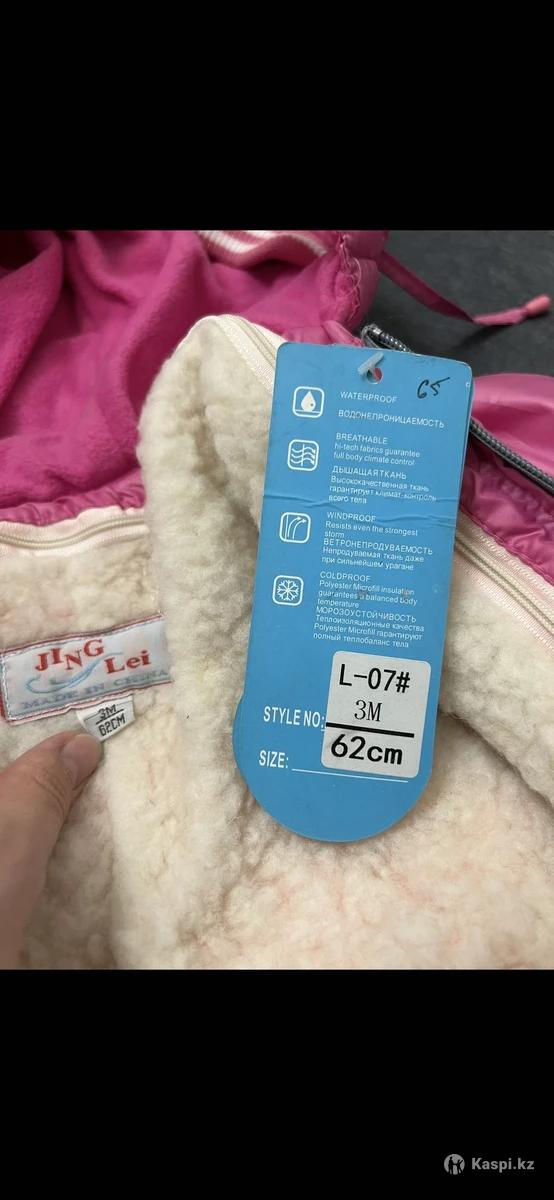 65
WATERPROOF
ВОДОНЕПРОНИЦАЕМОСТЬ
BREATHABLE
hi-tech fabrics guarantee
full body climate control
ДЫШАЩАЯ ТКАНЬ
Высококачественная ткань
гарантирует климат-контроль
всего тела
WINDPROOF
Resists even the strongest
storm
ВЕТРОНЕПРОДУВАЕМОСТЬ
Непродуваемая ткань даже
при сильнейшем урагане
COLDPROOF
Polyester Microfill insulation
guarantees a balanced body
temperature
МОРОЗОУСТОЙЧИВОСТЬ
Теплоизоляционные качества
Polyester Microfill гарантируют
полный теплобаланс тела
STYLE NO:
L-07#
3M
62cm
SIZE:
JING
Lei
MADE IN CHINA
3M
62CM
Kaspi.kz